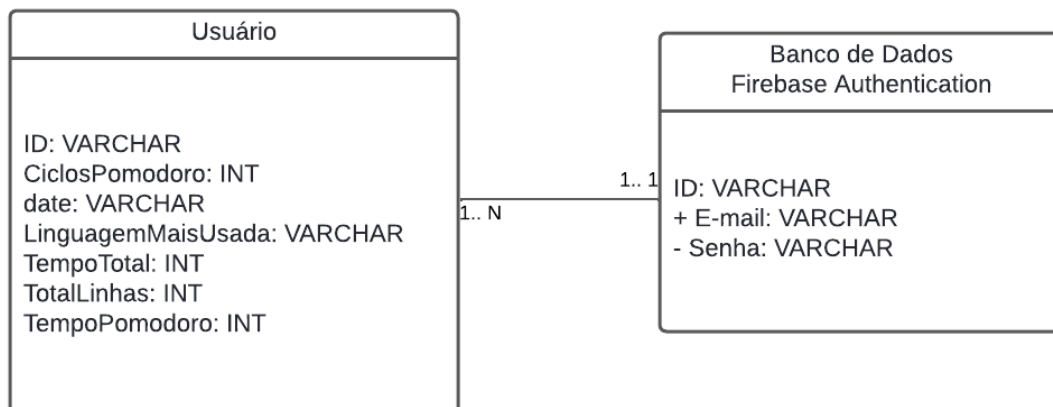 Usuário
ID: VARCHAR
CiclosPomodoro: INT
date: VARCHAR
LinguagemMaisUsada: VARCHAR
TempoTotal: INT
TotalLinhas: INT
TempoPomodoro: INT
1.. N
1.. 1
Banco de Dados
Firebase Authentication
ID: VARCHAR
+ E-mail: VARCHAR
- Senha: VARCHAR